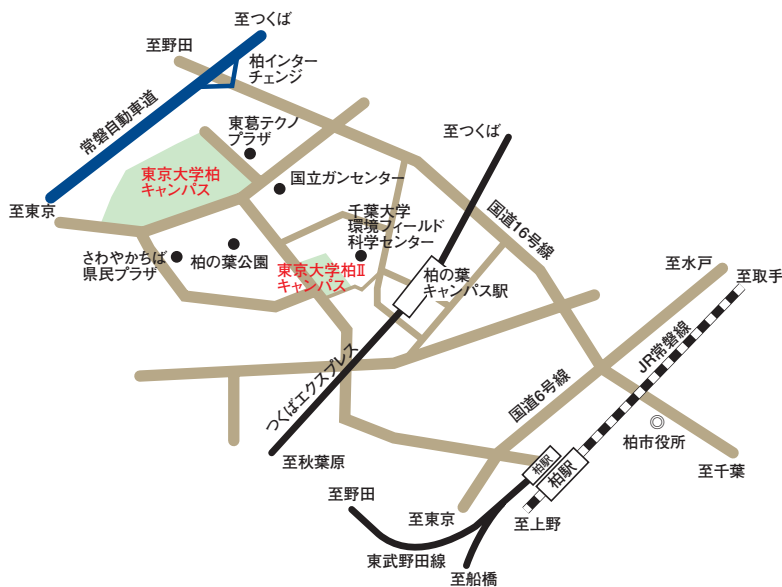 至つくば
至野田
柏インター
チェンジ
常磐自動車道
東葛テクノ
プラザ
至つくば
東京大学柏
キャンパス
国立ガンセンター
至東京
千葉大学
環境フィールド
科学センター
国道16号線
さわやかちば
県民プラザ
柏の葉公園
東京大学柏Ⅱ
キャンパス
柏の葉
キャンパス駅
至水戸
至取手
JR常磐線
つくばエクスプレス
国道6号線
柏市役所
至秋葉原
柏駅
柏駅
至千葉
至野田
至東京
至上野
東武野田線
至船橋